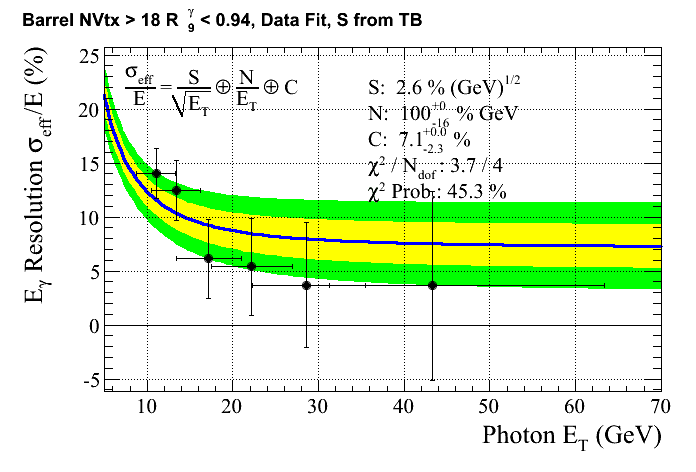 Barrel NVtx > 18 R γ 9 < 0.94, Data Fit, S from TB
Eγ Resolution σeff/E (%)
σeff/E = S/√ET ⊕ N/ET ⊕ C
S: 2.6 % (GeV)1/2
N: 100+0 -16 % GeV
C: 7.1+0.0 -2.3 %
χ2 / Ndof : 3.7 / 4
χ2 Prob.: 45.3 %
25
20
15
10
5
0
-5
10 20 30 40 50 60 70
Photon ET (GeV)